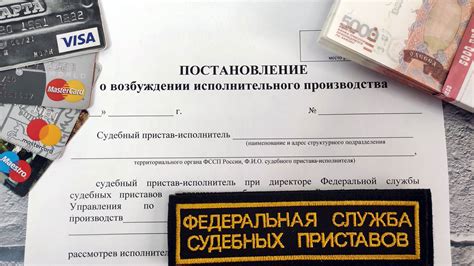 КАРТА
VISA
MasterCard
mastercard
Maestro
5000
МЕСТО
ПОСТАНОВЛЕНИЕ
о возбуждении исполнительного производства
» г. №
Судебный пристав-исполнитель
(наименование и адрес структурного подразделения
территориального органа ФССП России, Ф.И.О. судебного пристава-исполнителя)
судебный пристав-исполнитель при директоре Федеральной службы
судебных приставов
Управления по
производств)
рассмотрев исполнител
ФЕДЕРАЛЬНАЯ СЛУЖБА
СУДЕБНЫХ ПРИСТАВОВ